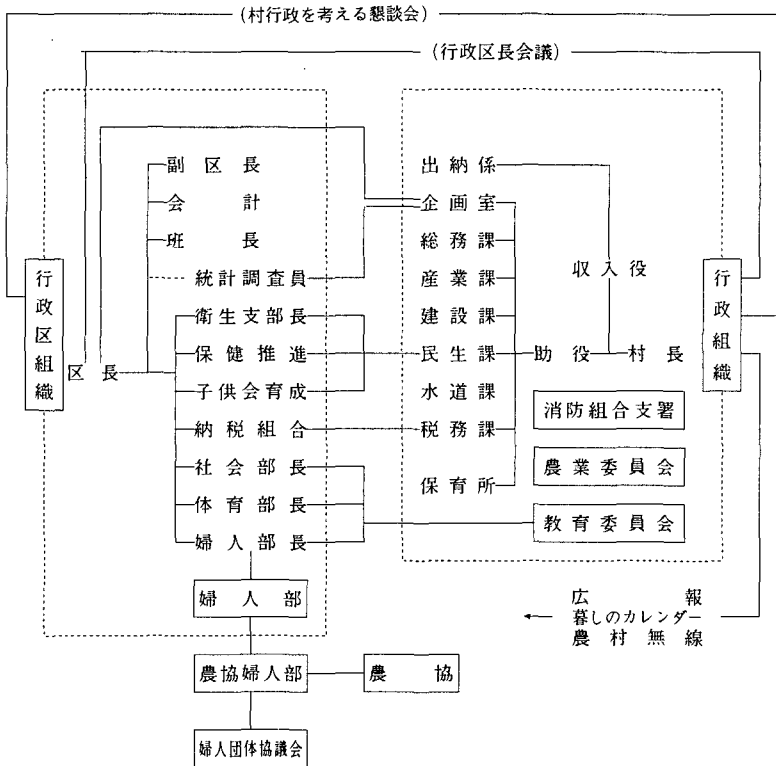 (村行政を考える懇談会)
(行政区長会議)
行政区組織
区長
副区長
会計
班長
統計調査員
衛生支部長
保健推進
子供会育成
納税組合
社会部長
体育部長
婦人部長
婦人部
農協婦人部
農協
婦人団体協議会
出納係
企画室
総務課
産業課
建設課
民生課
水道課
税務課
保育所
収入役
助役
村長
消防組合支署
農業委員会
教育委員会
行政組織
広報
暮しのカレンダー
農村無線